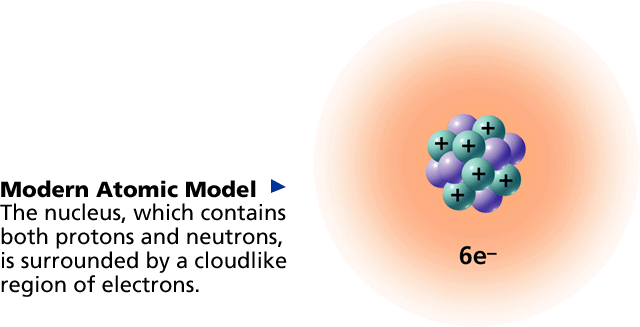 Modern Atomic Model ▶
The nucleus, which contains
both protons and neutrons,
is surrounded by a cloudlike
region of electrons.
+
+
+
+
+
+
6e–